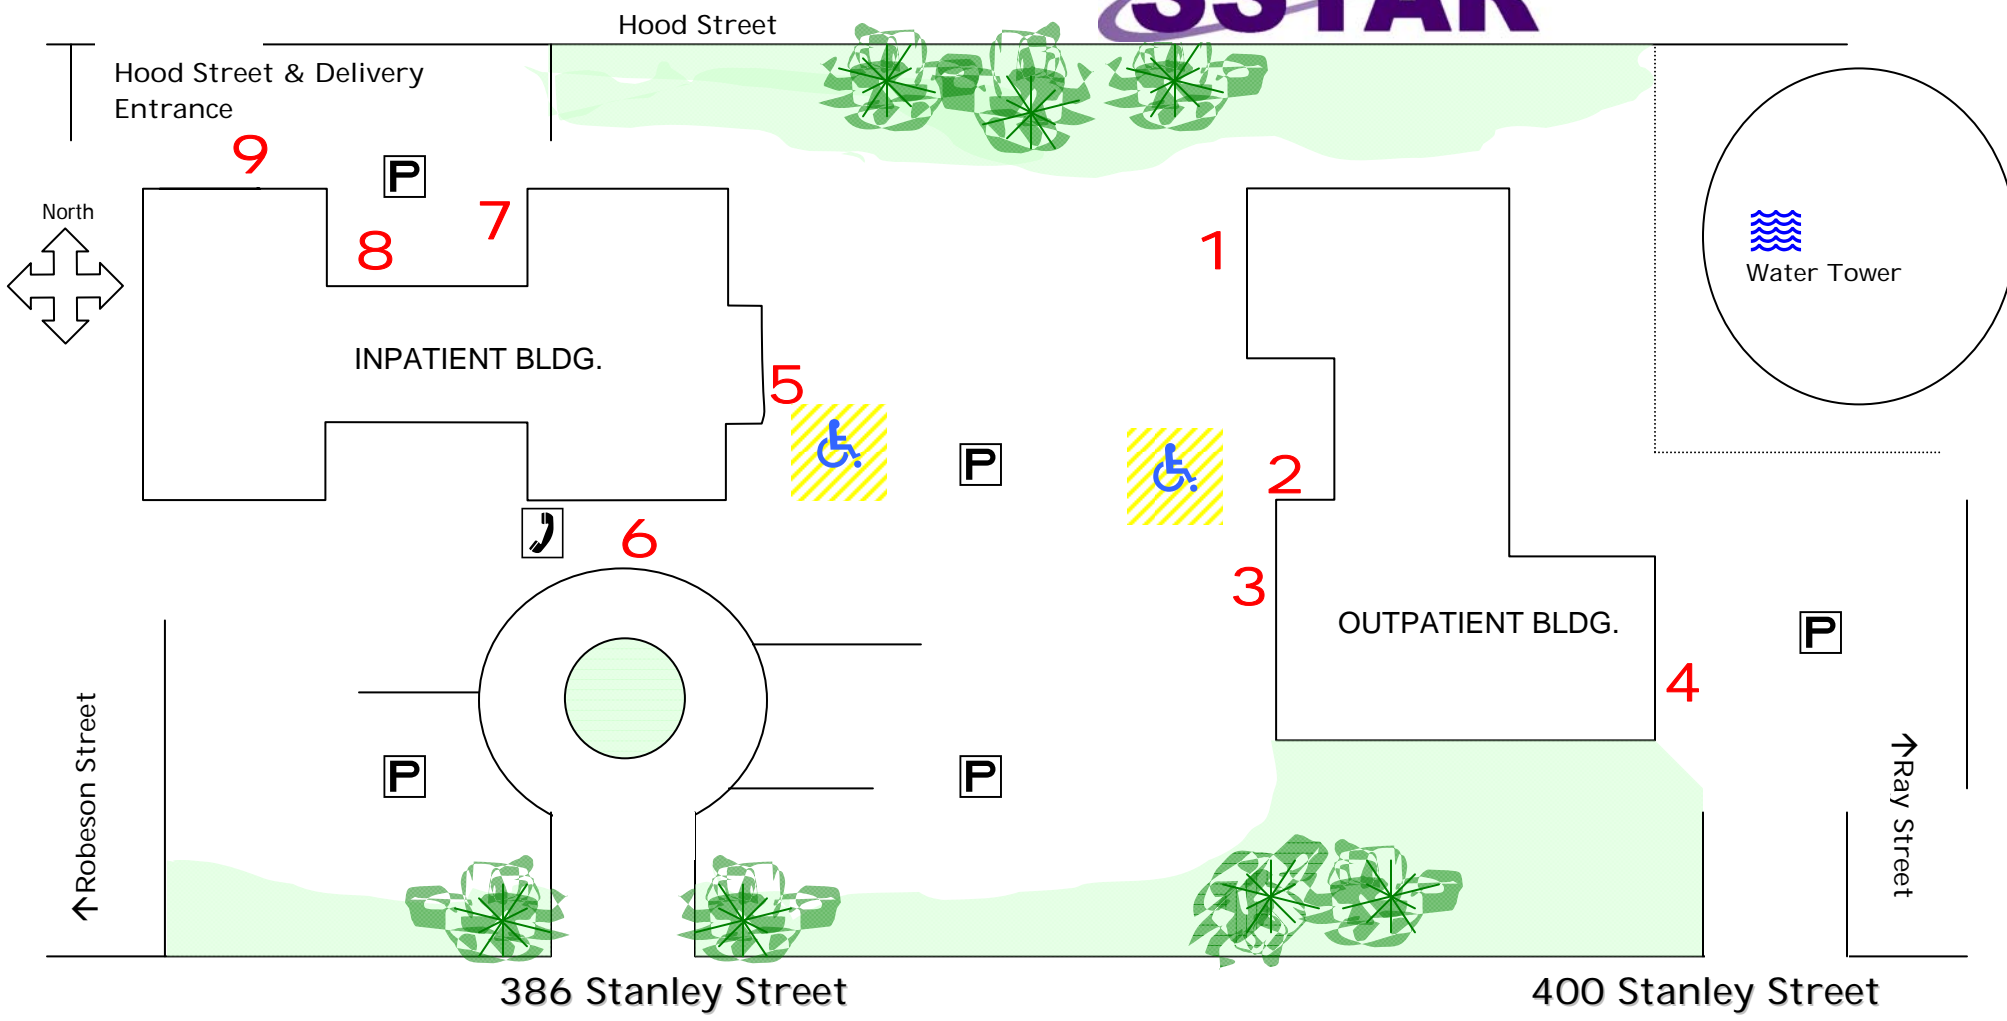 SSTAR
Hood Street
Hood Street & Delivery
Entrance
9
P
North
7
8
1
Water Tower
INPATIENT BLDG.
5
P
2
6
3
OUTPATIENT BLDG.
P
4
↑Robeson Street
P
P
↑Ray Street
386 Stanley Street
400 Stanley Street